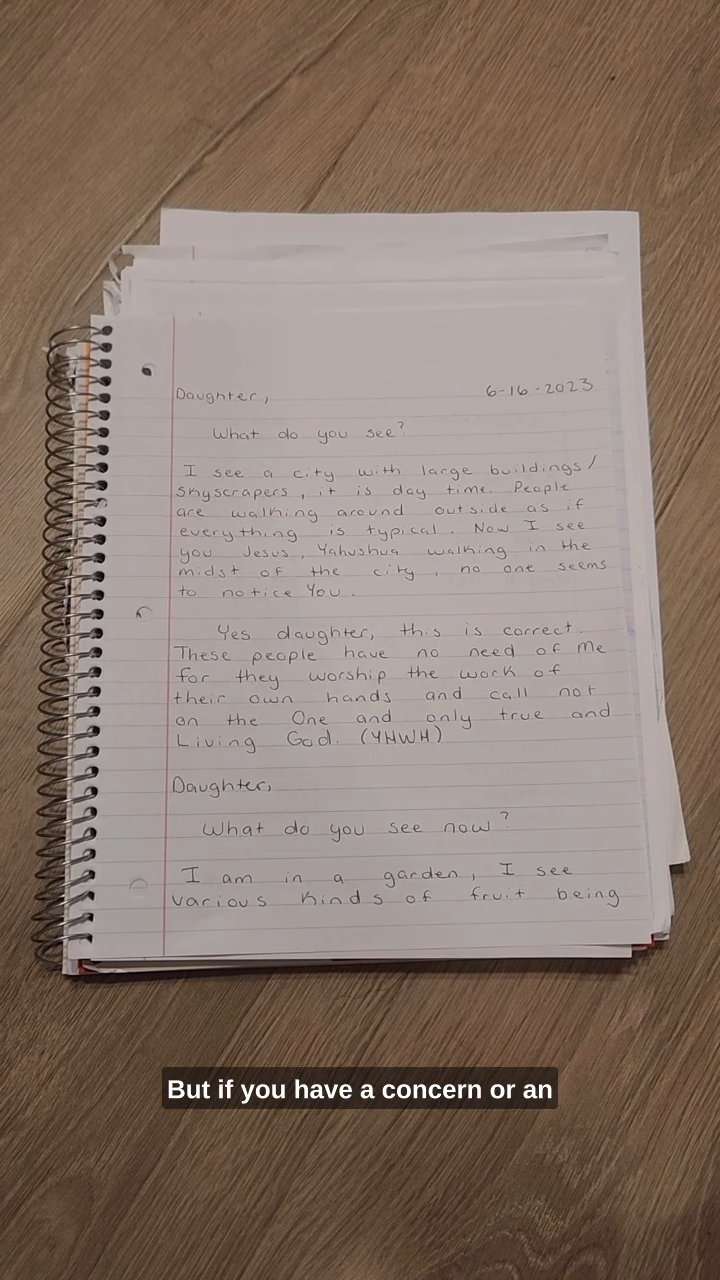 Daughter, 6-16-2023
What do you see?
I see a city with large buildings/
skyscrapers, it is day time. People
are walking around outside as if
everything is typical. Now I see
you Jesus, Yahushua walking in the
midst of the city, no one seems
to notice You.
Yes daughter, this is correct.
These people have no need of Me
for they worship the work of
their own hands and call not
on the One and only true and
Living God. (YHWH)
Daughter,
What do you see now?
I am in a garden, I see
various kinds of fruit being
But if you have a concern or an